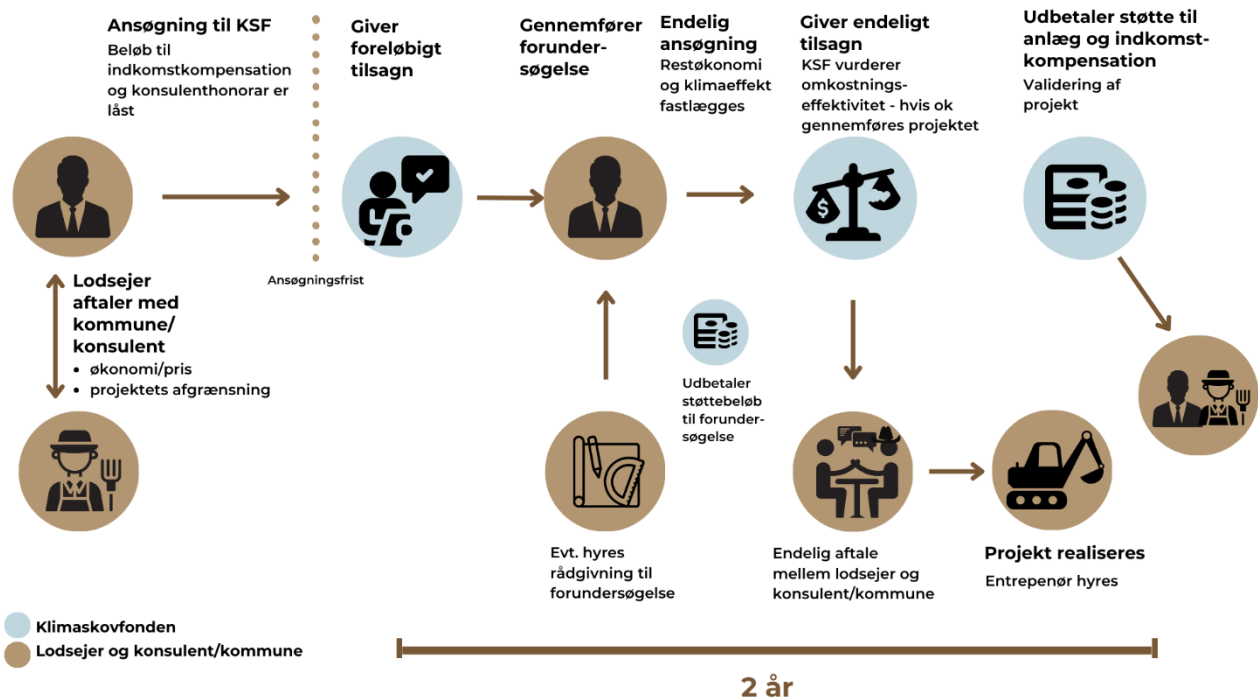 Ansøgning til KSF
Beløb til
indkomstkompensation
og konsulenthonorar er
låst
Giver
foreløbigt
tilsagn
Gennemfører
forunder-
søgelse
Endelig
ansøgning
Restøkonomi
og klimaeffekt
fastlægges
Giver endeligt
tilsagn
KSF vurderer
omkostnings-
effektivitet - hvis ok
gennemføres projektet
Udbetaler støtte til
anlæg og indkomst-
kompensation
Validering af
projekt
$
Ansøgningsfrist
Lodsejer
aftaler med
kommune/
konsulent
• økonomi/pris
• projektets afgrænsning
Udbetaler
støttebeløb
til forunder-
søgelse
Evt. hyres
rådgivning til
forundersøgelse
Endelig aftale
mellem lodsejer og
konsulent/kommune
Projekt realiseres
Entrepenør hyres
Klimaskovfonden
Lodsejer og konsulent/kommune
2 år